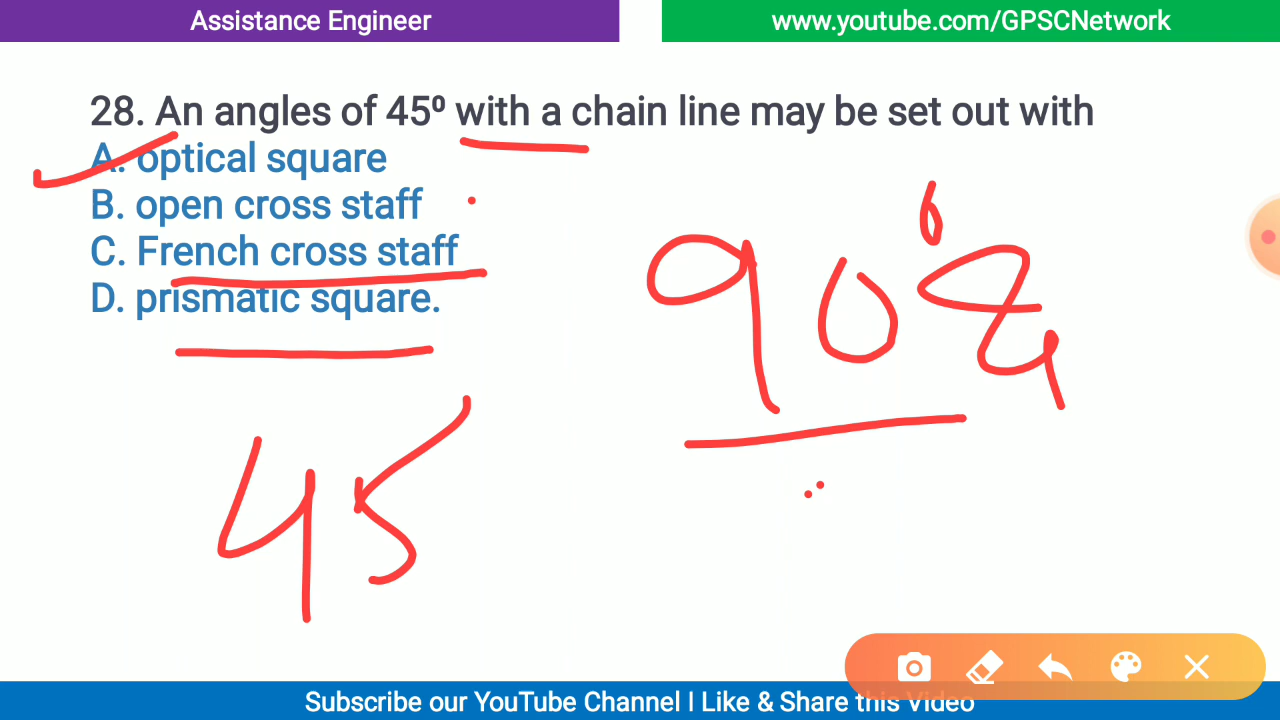 Assistance Engineer
www.youtube.com/GPSCNetwork
28. An angles of 45⁰ with a chain line may be set out with
A. optical square
B. open cross staff
C. French cross staff
D. prismatic square.
90
45
Subscribe our YouTube Channel I Like & Share this Video